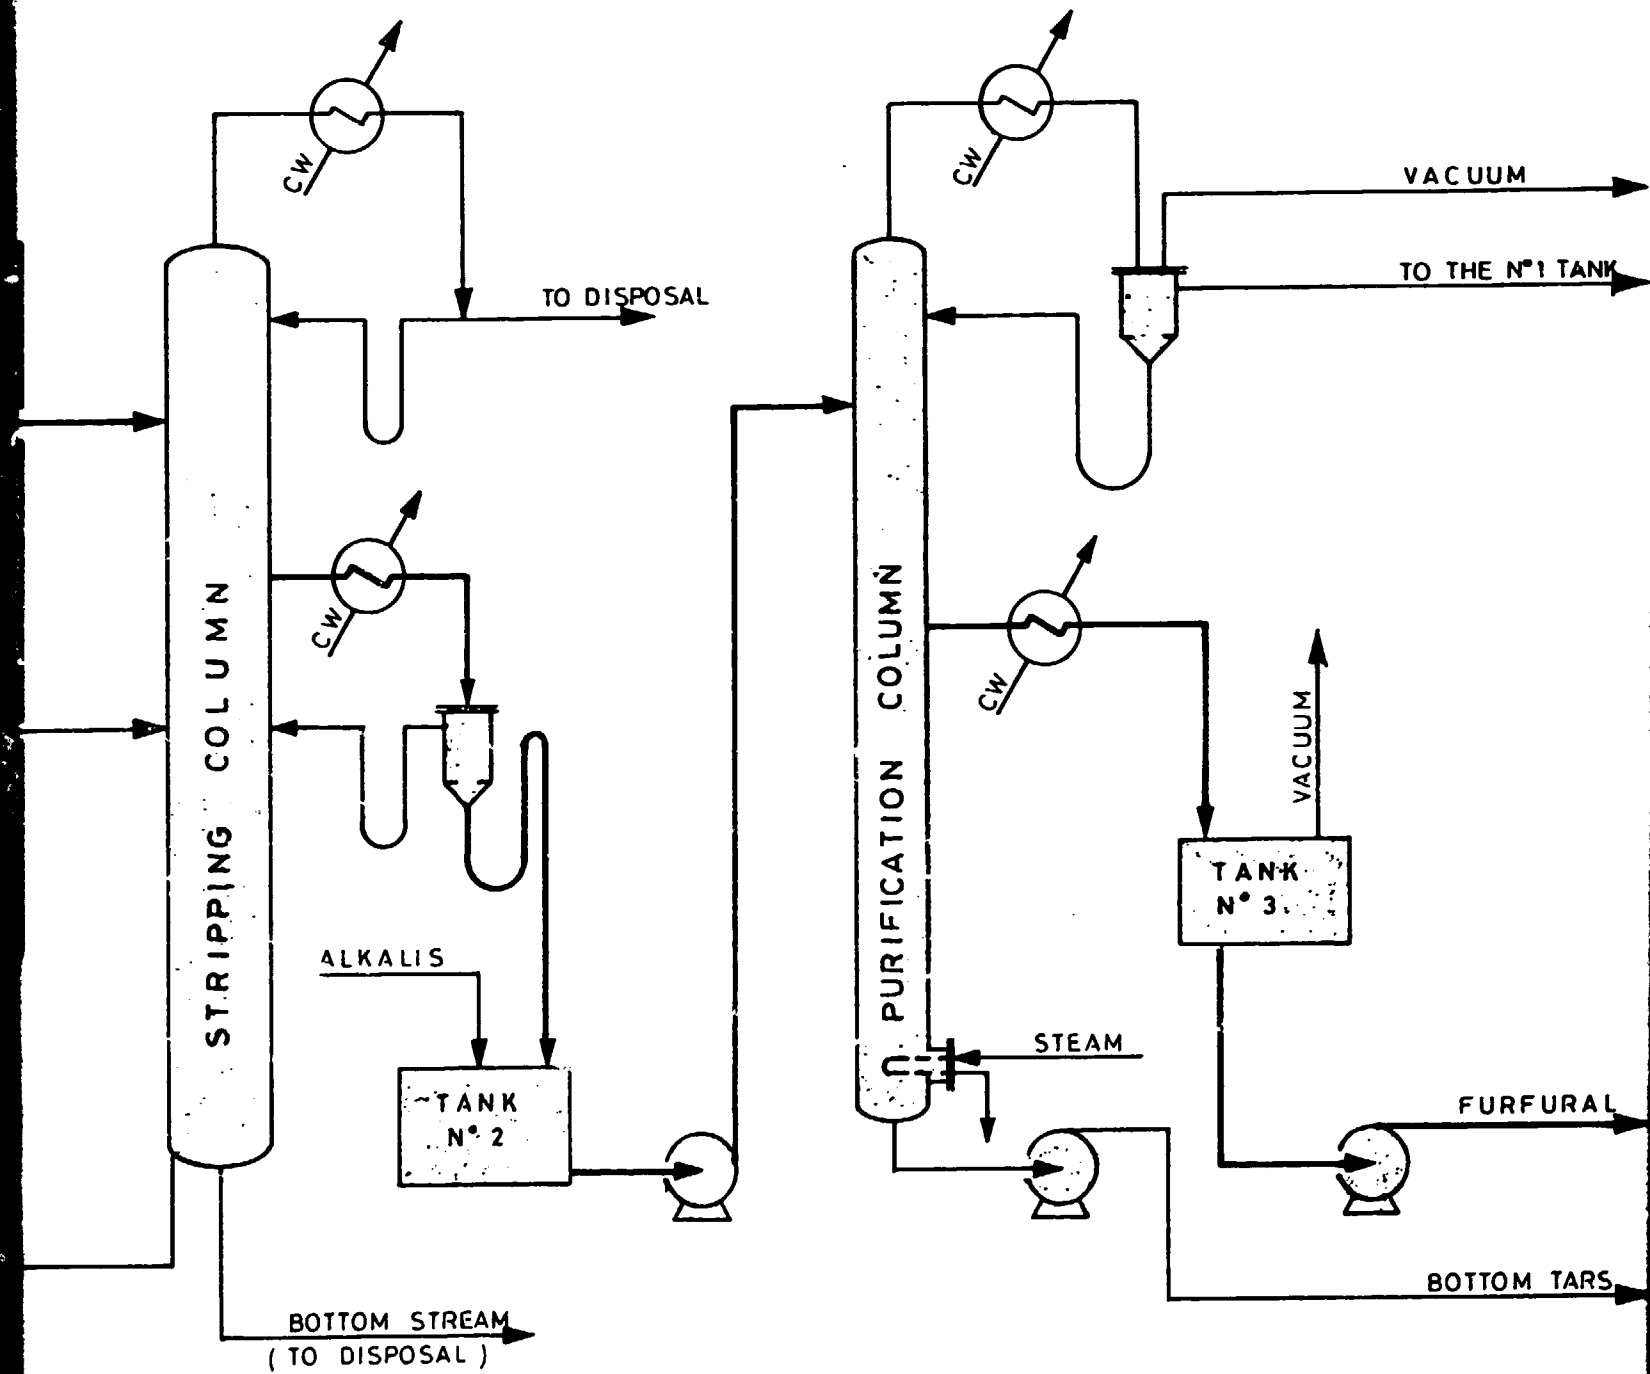 CW
CW
VACUUM
TO THE N° 1 TANK
TO DISPOSAL
CW
CW
STRIPPING COLUMN
PURIFICATION COLUMN
VACUUM
TANK
N° 3
ALKALIS
STEAM
TANK
N° 2
FURFURAL
BOTTOM TARS
BOTTOM STREAM
( TO DISPOSAL )